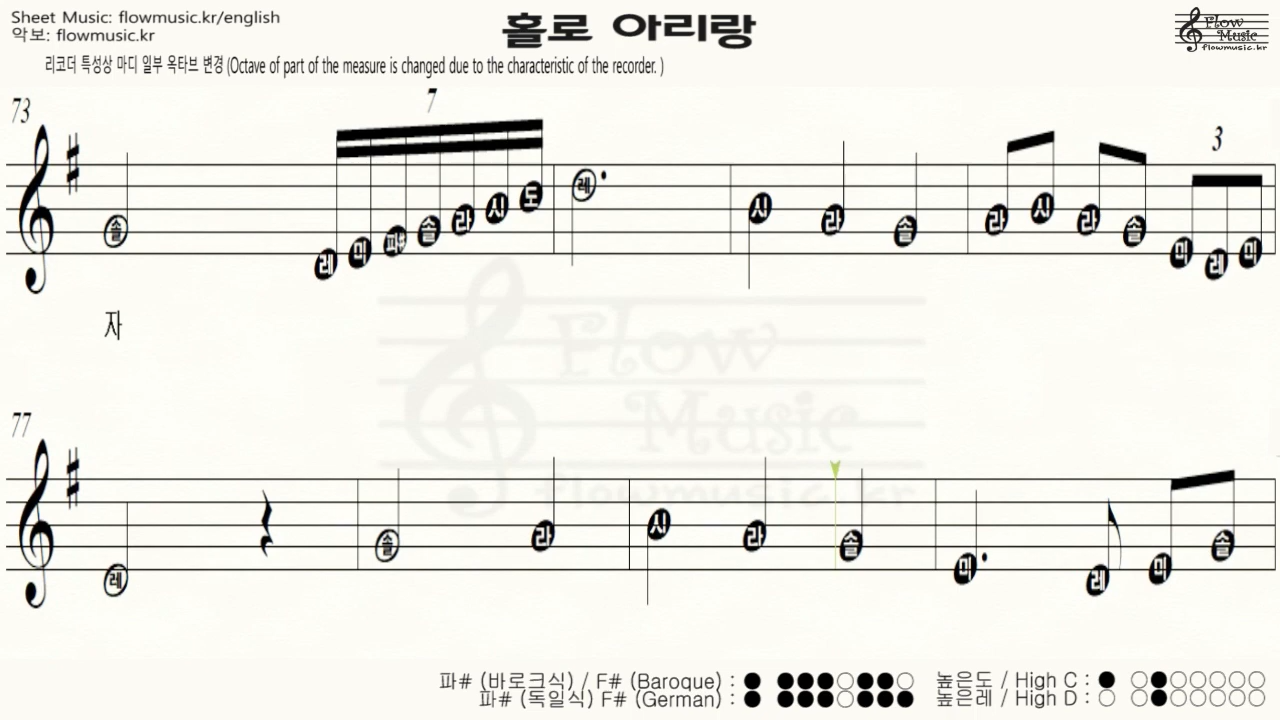 Sheet Music: flowmusic.kr/english
악보: flowmusic.kr
홀로 아리랑
Flow
Music
flowmusic.kr
리코더 특성상 마디 일부 옥타브 변경(Octave of part of the measure is changed due to the characteristic of the recorder. )
73
7
3
솔 레 미 파# 솔 라 시 도 레 시 라 솔 라 시 라 솔 미 레 미
자
Flow
Music
flowmusic.kr
77
레 솔 라 시 라 솔 미 레 미 솔
파# (바로크식) / F# (Baroque) :
파# (독일식) F# (German) :
높은도 / High C :
높은레 / High D :